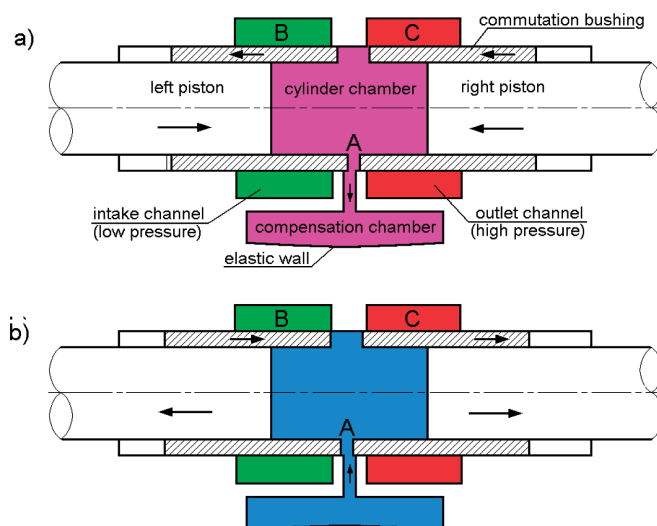 a)
B
C
commutation bushing
left piston
cylinder chamber
right piston
A
intake channel
(low pressure)
outlet channel
(high pressure)
compensation chamber
elastic wall
b)
B
C
A